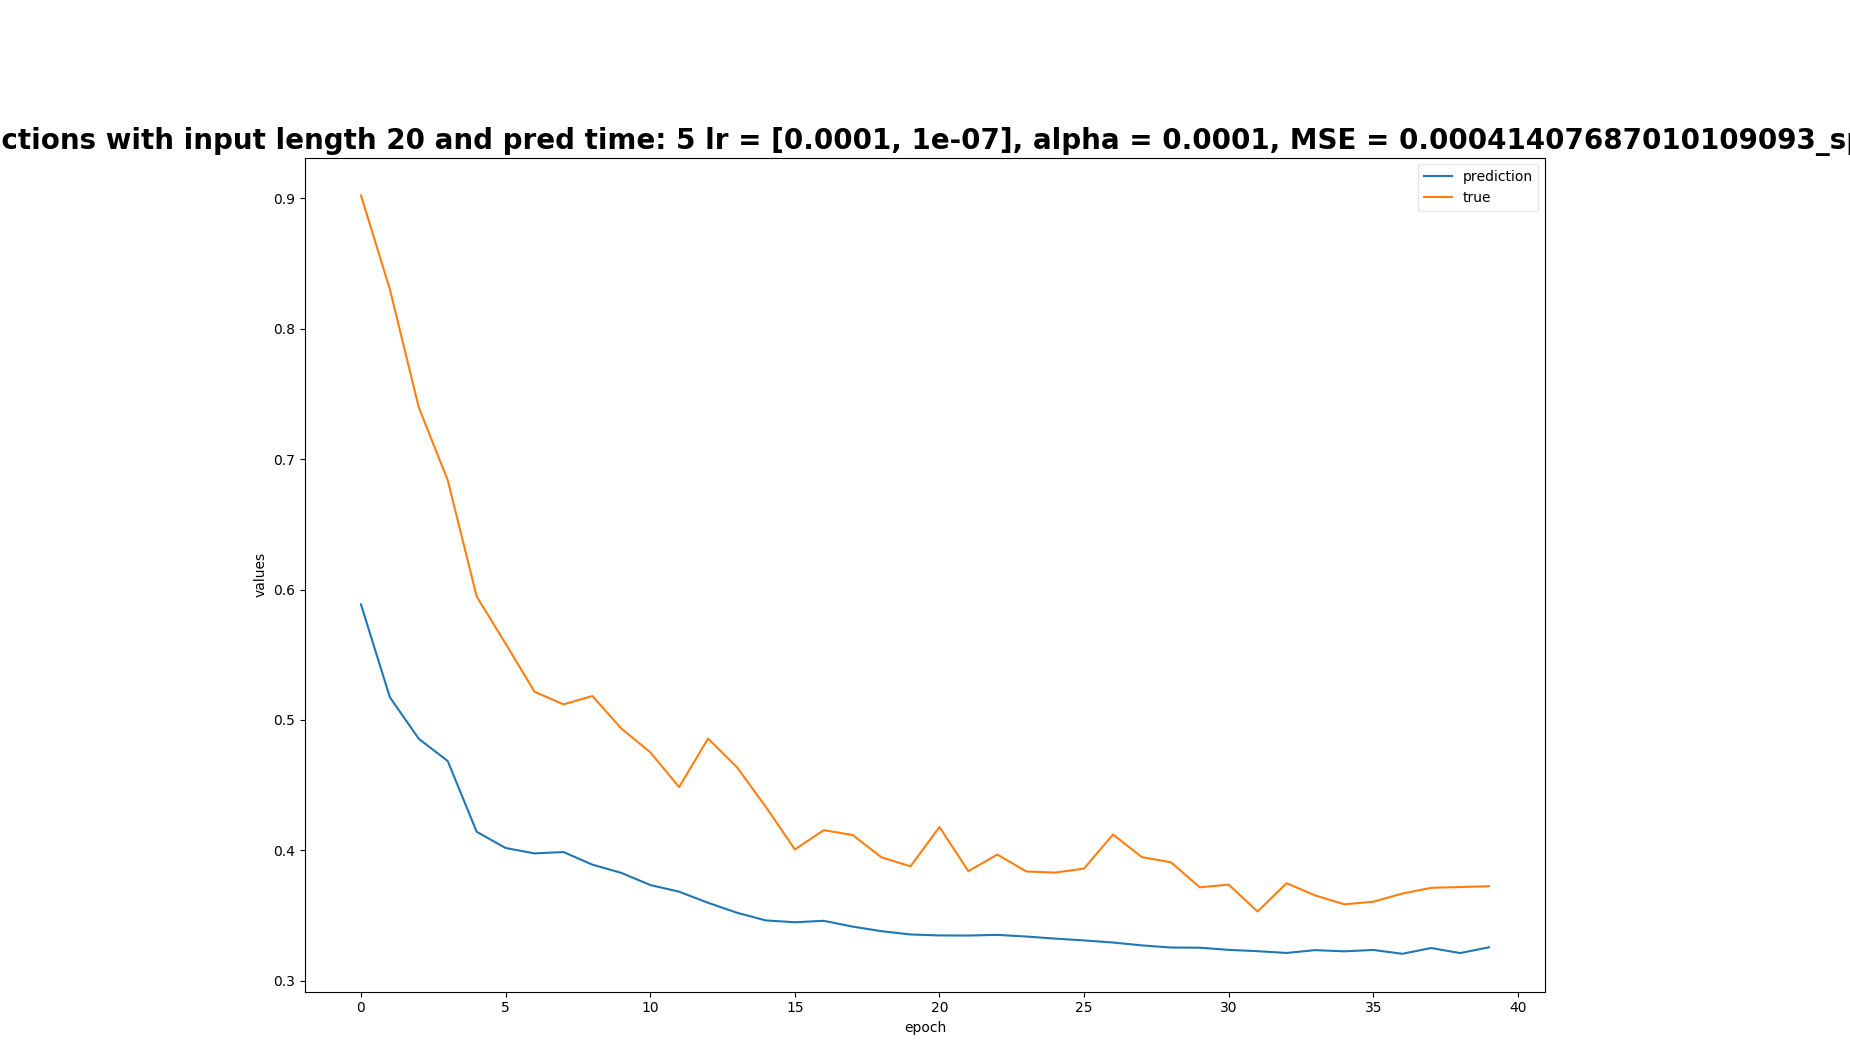 ctions with input length 20 and pred time: 5 lr = [0.0001, 1e-07], alpha = 0.0001, MSE = 0.00041407687010109093_sp
prediction
true
0.9
0.8
0.7
0.6
0.5
0.4
0.3
values
0 5 10 15 20 25 30 35 40
epoch